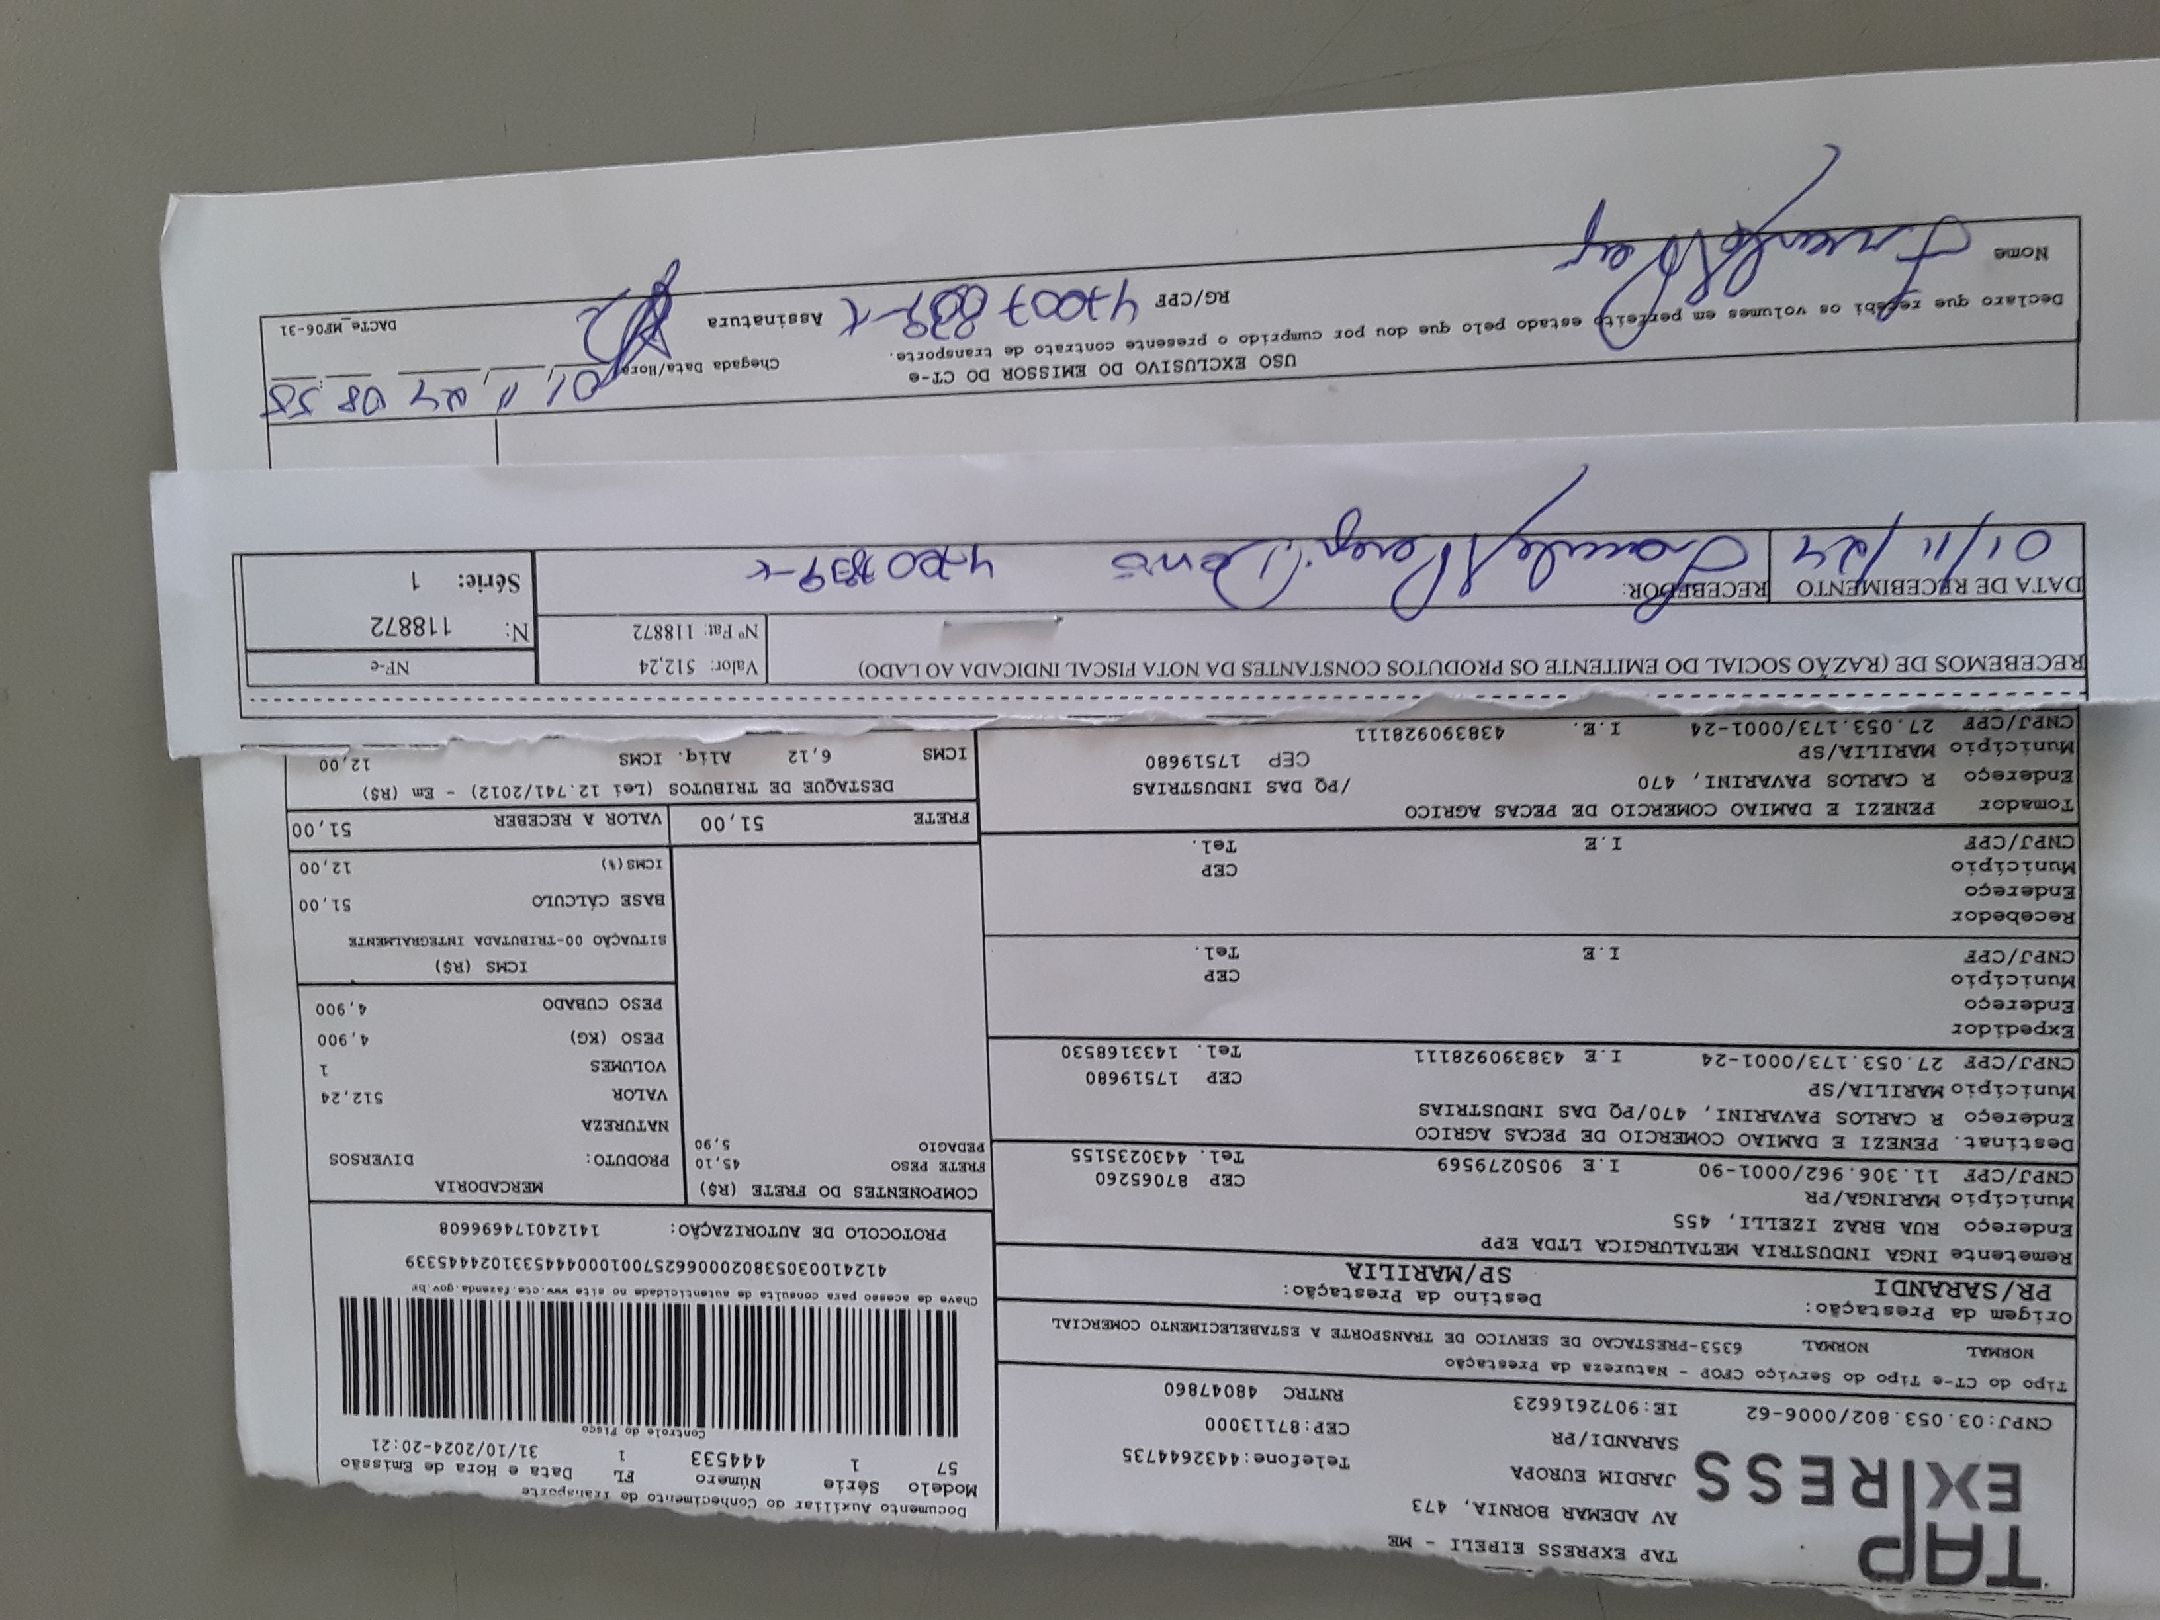 TAP
EXPRESS
TAP EXPRESS EIRELI - ME
AV ADEMAR BORNIA, 473
JARDIM EUROPA
SARANDI/PR
Telefone:4432644735
CEP:87113000
CNPJ:03.053.802/0006-62 IE:9072616623 RNTRC 48047860
Documento Auxiliar do Conhecimento de Transporte
Modelo Série Número FL Data e Hora de Emissão
57 1 444533 1 31/10/2024-20:21
Controle do Fisco
Chave de acesso para consulta de autenticidade no site www.cte.fazenda.gov.br
41241003053802000662570010004445331024445339
PROTOCOLO DE AUTORIZAÇÃO: 141240174696608
Tipo do CT-e Tipo do Serviço CFOP - Natureza da Prestação
NORMAL NORMAL 6353-PRESTACAO DE SERVICO DE TRANSPORTE A ESTABELECIMENTO COMERCIAL
Origem da Prestação: Destino da Prestação:
PR/SARANDI SP/MARILIA
Remetente INGA INDUSTRIA METALURGICA LTDA EPP
Endereço RUA BRAZ IZELLI, 455
Município MARINGA/PR CEP 87065260
CNPJ/CPF 11.306.962/0001-90 I.E 9050279569 Tel. 4430235155
Destinat. PENEZI E DAMIAO COMERCIO DE PECAS AGRICO
Endereço R CARLOS PAVARINI, 470/PQ DAS INDUSTRIAS
Município MARILIA/SP CEP 17519680
CNPJ/CPF 27.053.173/0001-24 I.E 438390928111 Tel. 1433168530
Expedidor
Endereço
Município CEP
CNPJ/CPF I.E Tel.
Recebedor
Endereço
Município CEP
CNPJ/CPF I.E Tel.
Tomador PENEZI E DAMIAO COMERCIO DE PECAS AGRICO
Endereço R CARLOS PAVARINI, 470 /PQ DAS INDUSTRIAS
Município MARILIA/SP CEP 17519680
CNPJ/CPF 27.053.173/0001-24 I.E. 438390928111
COMPONENTES DO FRETE (R$)
FRETE PESO 45,10
PEDAGIO 5,90
MERCADORIA
PRODUTO: DIVERSOS
NATUREZA
VALOR 512,24
VOLUMES 1
PESO (KG) 4,900
PESO CUBADO 4,900
ICMS (R$)
SITUAÇÃO 00-TRIBUTADA INTEGRALMENTE
BASE CÁLCULO 51,00
ICMS(%) 12,00
FRETE 51,00 VALOR A RECEBER 51,00
DESTAQUE DE TRIBUTOS (Lei 12.741/2012) - Em (R$)
ICMS 6,12 Aliq. ICMS 12,00
RECEBEMOS DE (RAZÃO SOCIAL DO EMITENTE OS PRODUTOS CONSTANTES DA NOTA FISCAL INDICADA AO LADO)
Valor: 512,24
Nº Fat: 118872
NF-e
N: 118872
Série: 1
DATA DE RECEBIMENTO RECEBEDOR:
01/11/24
USO EXCLUSIVO DO EMISSOR DO CT-e
Declaro que recebi os volumes em perfeito estado pelo que dou por cumprido o presente contrato de transporte.
Chegada Data/Hora 01 11 24 08 50
Nome RG/CPF Assinatura
DACTe_MF06-31